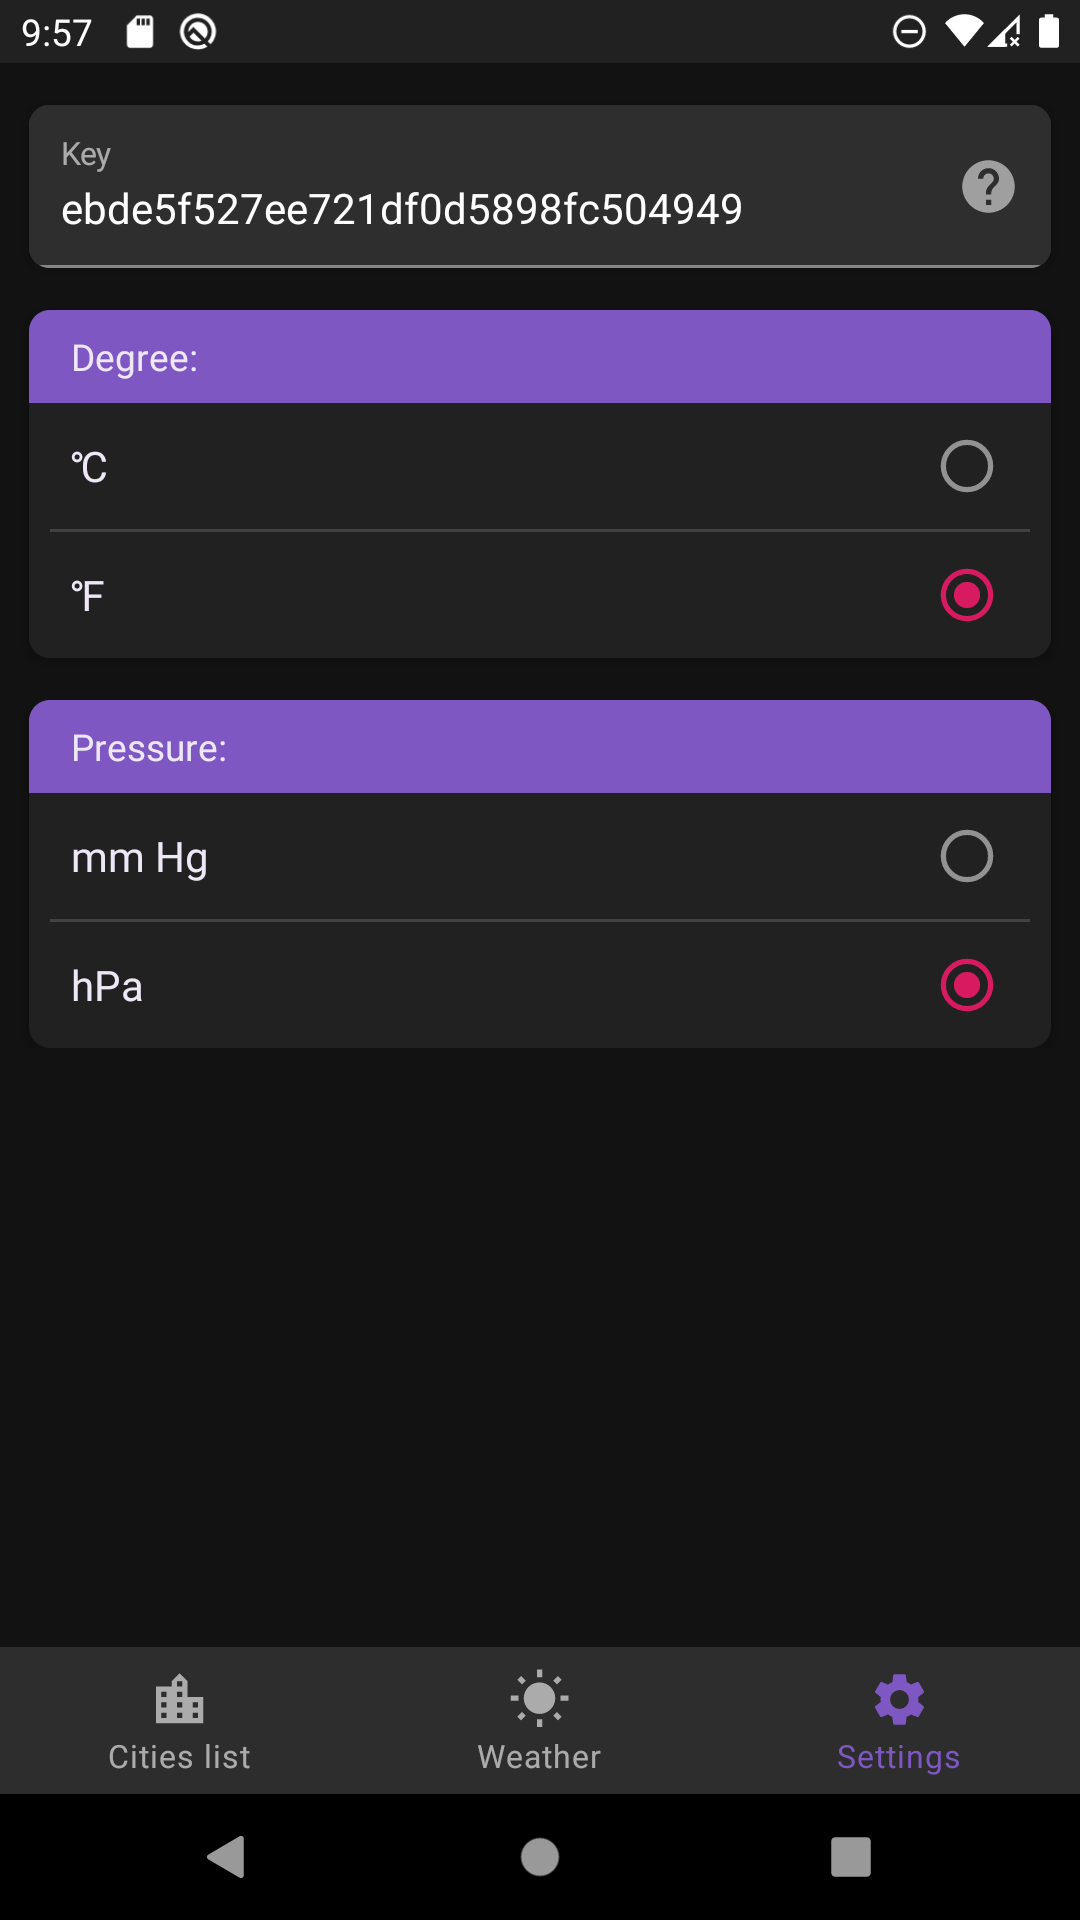 9:57
Key
ebde5f527ee721df0d5898fc504949
Degree:
℃
℉
Pressure:
mm Hg
hPa
Cities list
Weather
Settings